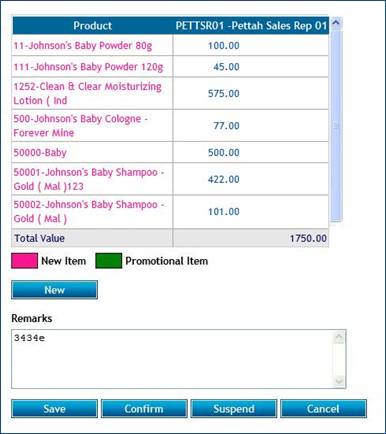 Product PETTSR01 -Pettah Sales Rep 01
11-Johnson's Baby Powder 80g 100.00
111-Johnson's Baby Powder 120g 45.00
1252-Clean & Clear Moisturizing
Lotion ( Ind 575.00
500-Johnson's Baby Cologne -
Forever Mine 77.00
50000-Baby 500.00
50001-Johnson's Baby Shampoo -
Gold ( Mal )123 422.00
50002-Johnson's Baby Shampoo -
Gold ( Mal ) 101.00
Total Value 1750.00
New Item Promotional Item
New
Remarks
3434e
Save Confirm Suspend Cancel